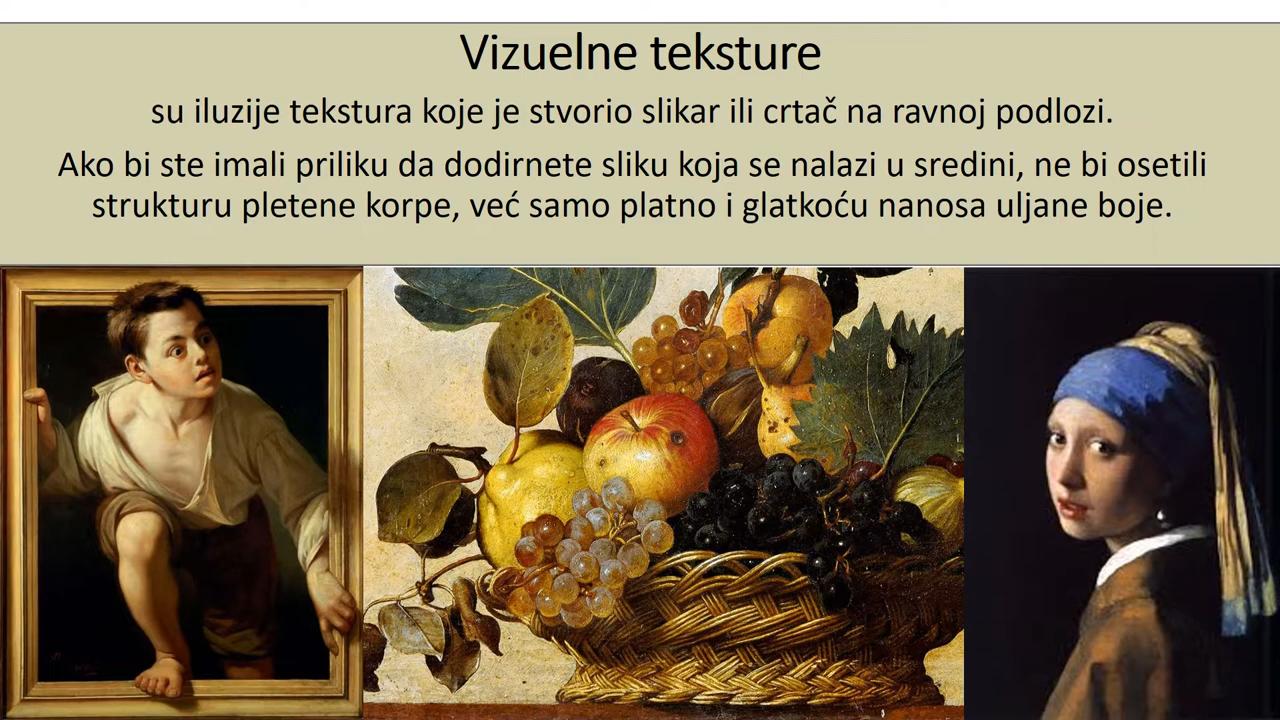 Vizuelne teksture
su iluzije tekstura koje je stvorio slikar ili crtač na ravnoj podlozi.
Ako bi ste imali priliku da dodirnete sliku koja se nalazi u sredini, ne bi osetili
strukturu pletene korpe, već samo platno i glatkoću nanosa uljane boje.